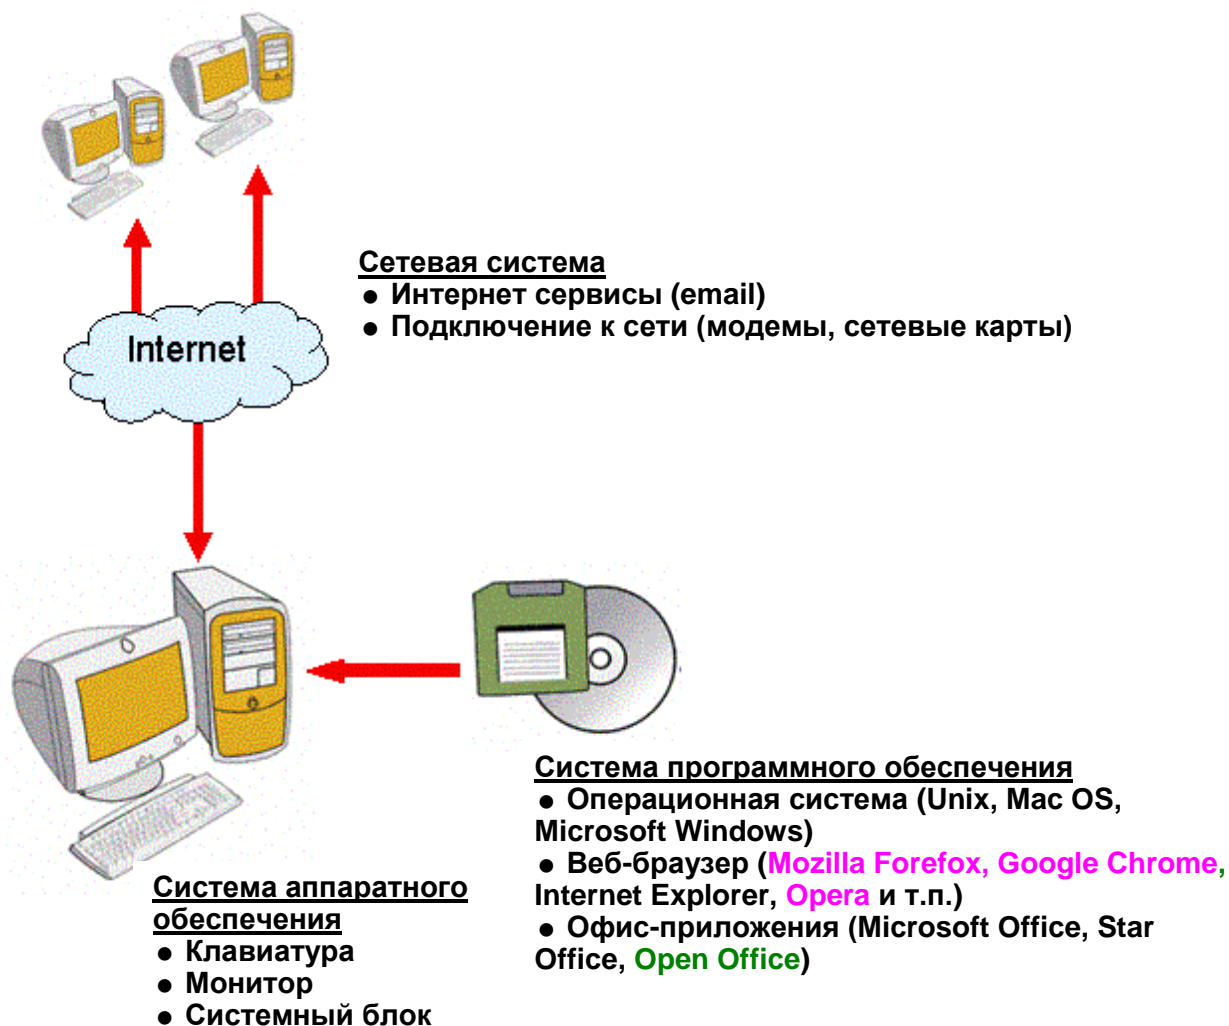 Сетевая система
● Интернет сервисы (email)
● Подключение к сети (модемы, сетевые карты)
Internet
Система программного обеспечения
● Операционная система (Unix, Mac OS,
Microsoft Windows)
● Веб-браузер (Mozilla Forefox, Google Chrome,
Internet Explorer, Opera и т.п.)
● Офис-приложения (Microsoft Office, Star
Office, Open Office)
Система аппаратного
обеспечения
● Клавиатура
● Монитор
● Системный блок